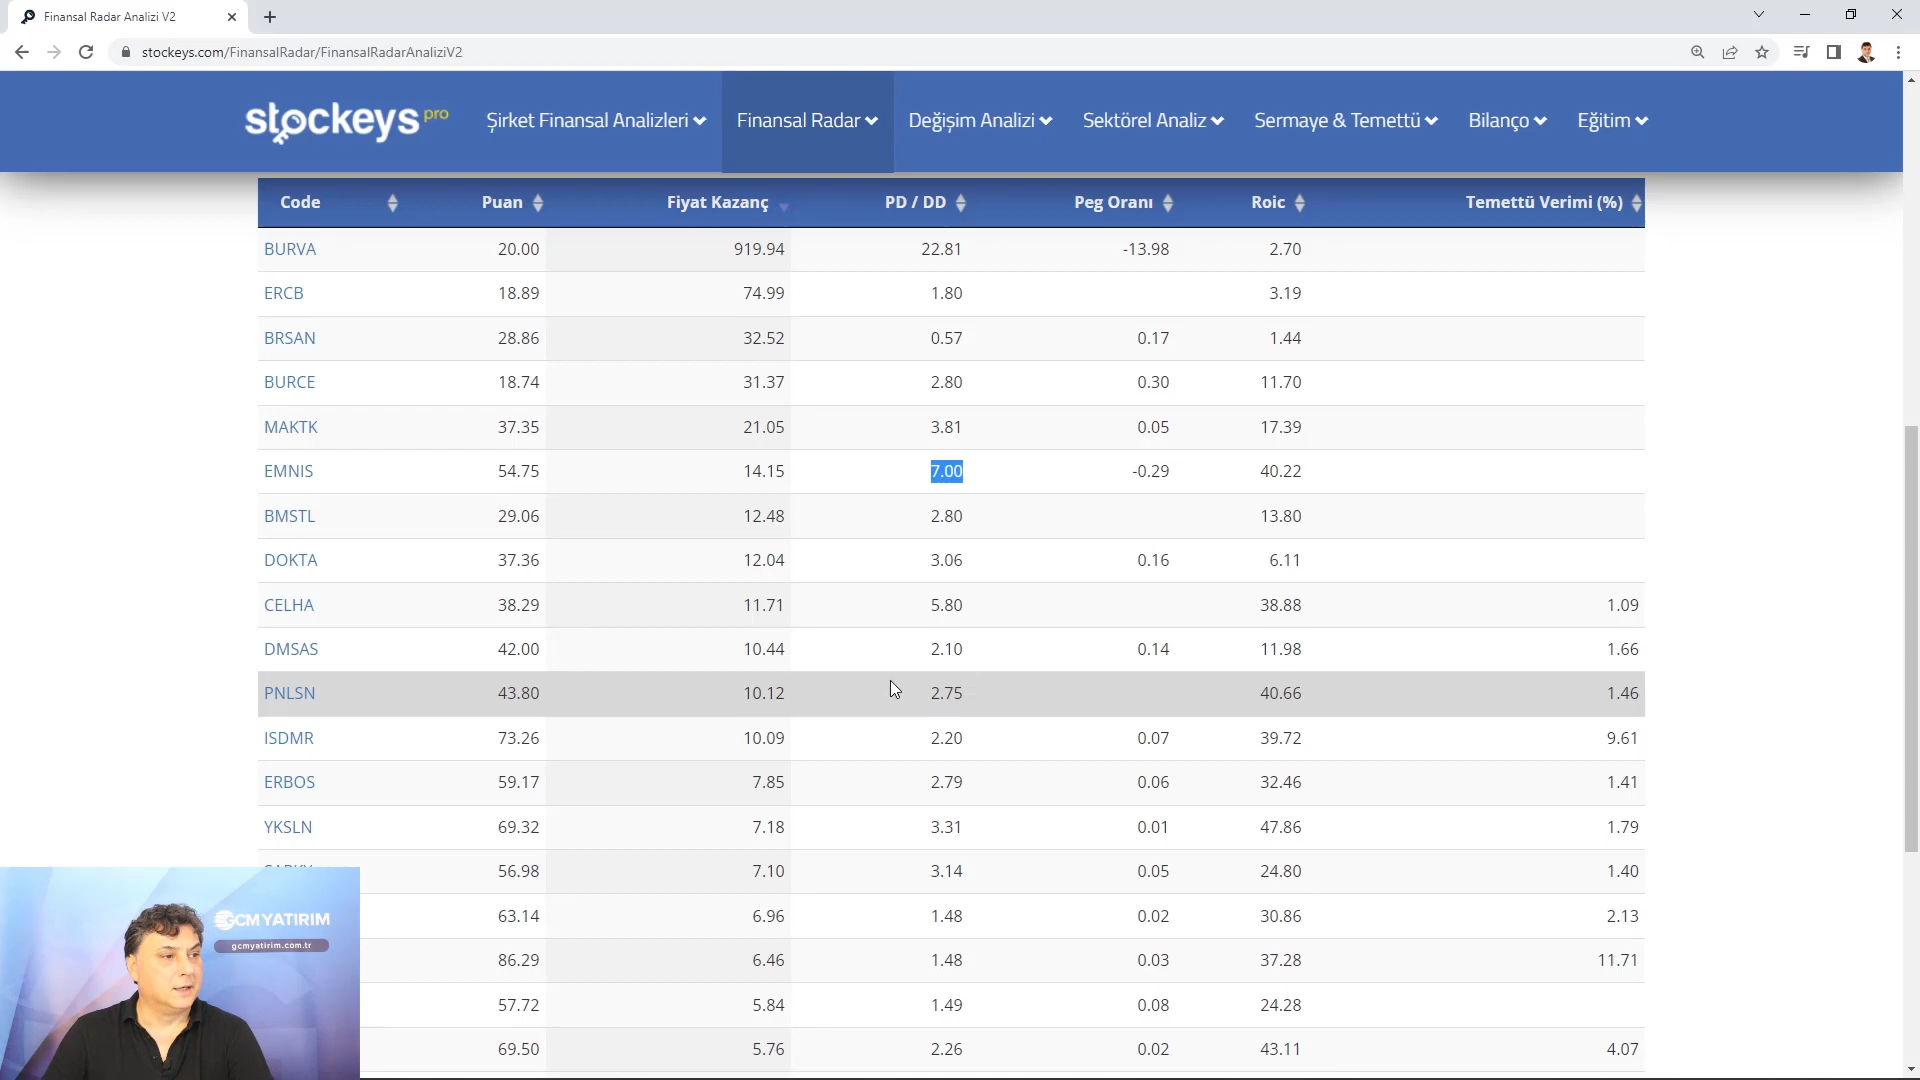 Finansal Radar Analizi V2
stockeys.com/FinansalRadar/FinansalRadarAnaliziV2
stockeys pro
Şirket Finansal Analizleri
Finansal Radar
Değişim Analizi
Sektörel Analiz
Sermaye & Temettü
Bilanço
Eğitim
Code Puan Fiyat Kazanç PD / DD Peg Oranı Roic Temettü Verimi (%)
BURVA 20.00 919.94 22.81 -13.98 2.70
ERCB 18.89 74.99 1.80 3.19
BRSAN 28.86 32.52 0.57 0.17 1.44
BURCE 18.74 31.37 2.80 0.30 11.70
MAKTK 37.35 21.05 3.81 0.05 17.39
EMNIS 54.75 14.15 7.00 -0.29 40.22
BMSTL 29.06 12.48 2.80 13.80
DOKTA 37.36 12.04 3.06 0.16 6.11
CELHA 38.29 11.71 5.80 38.88 1.09
DMSAS 42.00 10.44 2.10 0.14 11.98 1.66
PNLSN 43.80 10.12 2.75 40.66 1.46
ISDMR 73.26 10.09 2.20 0.07 39.72 9.61
ERBOS 59.17 7.85 2.79 0.06 32.46 1.41
YKSLN 69.32 7.18 3.31 0.01 47.86 1.79
56.98 7.10 3.14 0.05 24.80 1.40
63.14 6.96 1.48 0.02 30.86 2.13
86.29 6.46 1.48 0.03 37.28 11.71
57.72 5.84 1.49 0.08 24.28
69.50 5.76 2.26 0.02 43.11 4.07
GCM YATIRIM
gcmyatirim.com.tr